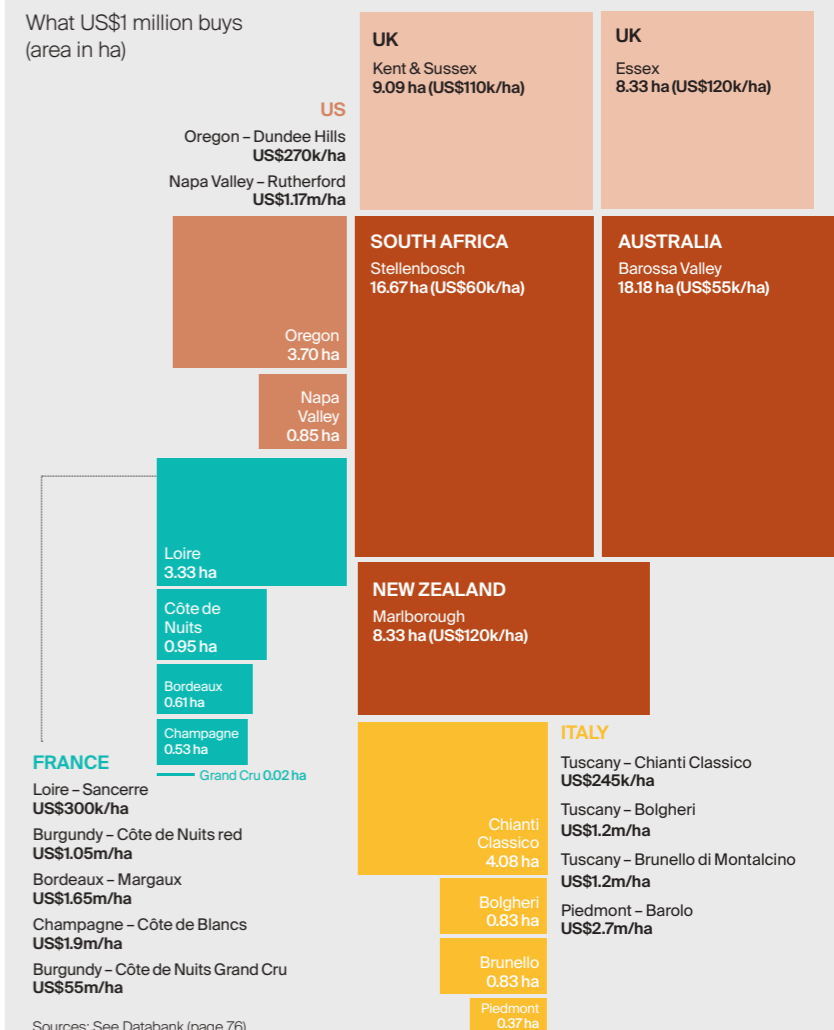 What US$1 million buys
(area in ha)
US
Oregon – Dundee Hills
US$270k/ha
Napa Valley – Rutherford
US$1.17m/ha
UK
Kent & Sussex
9.09 ha (US$110k/ha)
UK
Essex
8.33 ha (US$120k/ha)
Oregon
3.70 ha
Napa
Valley
0.85 ha
SOUTH AFRICA
Stellenbosch
16.67 ha (US$60k/ha)
AUSTRALIA
Barossa Valley
18.18 ha (US$55k/ha)
Loire
3.33 ha
Côte de
Nuits
0.95 ha
Bordeaux
0.61 ha
Champagne
0.53 ha
Grand Cru 0.02 ha
NEW ZEALAND
Marlborough
8.33 ha (US$120k/ha)
FRANCE
Loire – Sancerre
US$300k/ha
Burgundy – Côte de Nuits red
US$1.05m/ha
Bordeaux – Margaux
US$1.65m/ha
Champagne – Côte de Blancs
US$1.9m/ha
Burgundy – Côte de Nuits Grand Cru
US$55m/ha
Chianti
Classico
4.08 ha
Bolgheri
0.83 ha
Brunello
0.83 ha
Piedmont
0.37 ha
ITALY
Tuscany – Chianti Classico
US$245k/ha
Tuscany – Bolgheri
US$1.2m/ha
Tuscany – Brunello di Montalcino
US$1.2m/ha
Piedmont – Barolo
US$2.7m/ha
Sources: See Databank (page 76)